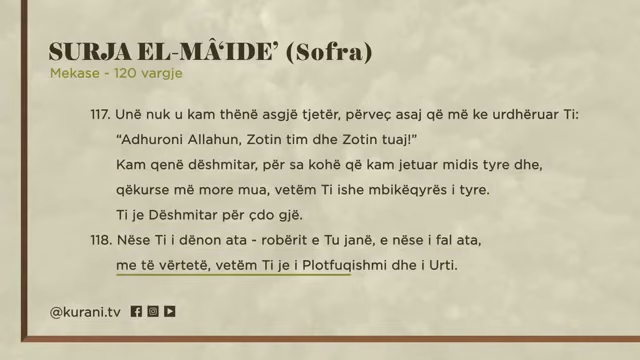 SURJA EL-MÂ‘IDE’ (Sofra)
Mekase - 120 vargje
117. Unë nuk u kam thënë asgjë tjetër, përveç asaj që më ke urdhëruar Ti:
“Adhuroni Allahun, Zotin tim dhe Zotin tuaj!”
Kam qenë dëshmitar, për sa kohë që kam jetuar midis tyre dhe,
qëkurse më more mua, vetëm Ti ishe mbikëqyrës i tyre.
Ti je Dëshmitar për çdo gjë.
118. Nëse Ti i dënon ata - robërit e Tu janë, e nëse i fal ata,
me të vërtetë, vetëm Ti je i Plotfuqishmi dhe i Urti.
@kurani.tv